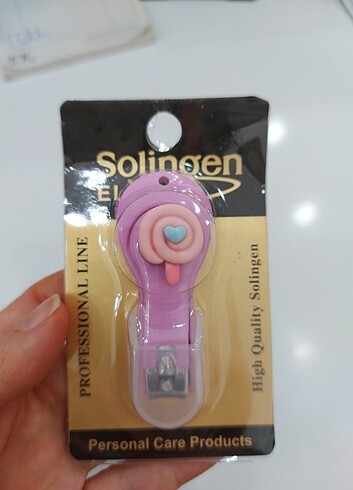 Solingen
PROFESSIONAL LINE
High Quality Solingen
Personal Care Products